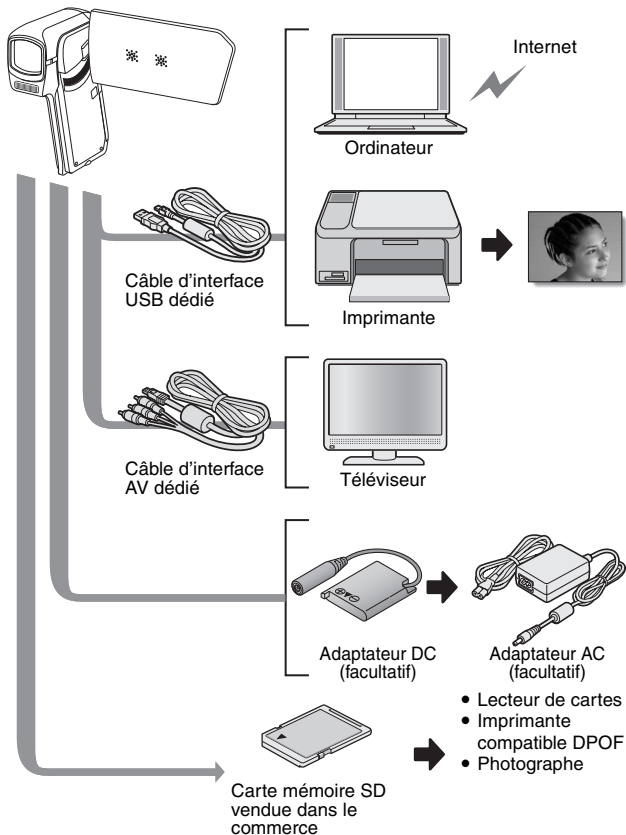 Internet
Ordinateur
Câble d'interface
USB dédié
Imprimante
Câble d'interface
AV dédié
Téléviseur
Adaptateur DC
(facultatif)
Adaptateur AC
(facultatif)
• Lecteur de cartes
• Imprimante
compatible DPOF
• Photographe
Carte mémoire SD
vendue dans le
commerce